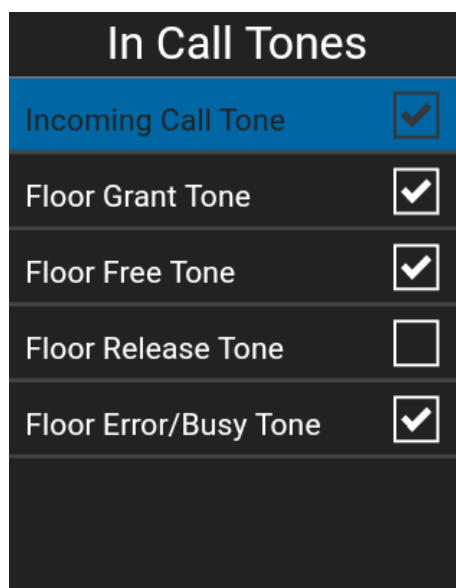 In Call Tones
Incoming Call Tone
Floor Grant Tone
Floor Free Tone
Floor Release Tone
Floor Error/Busy Tone